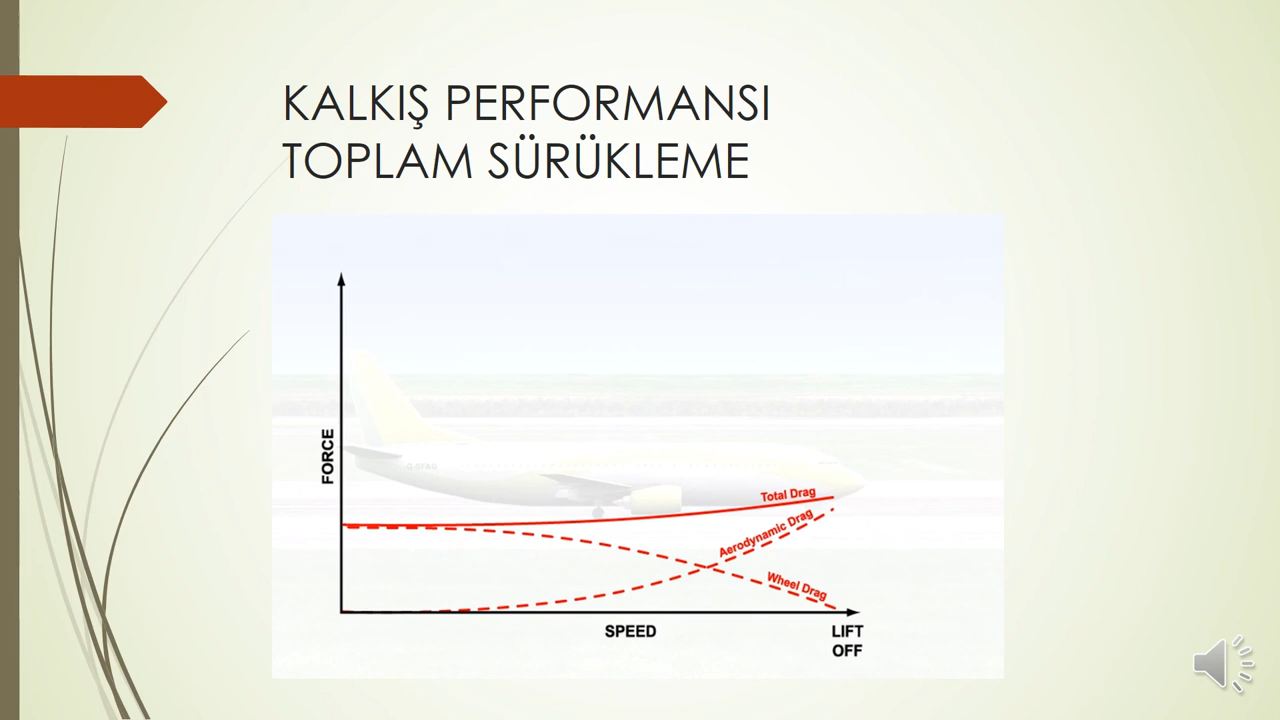 KALKIŞ PERFORMANSI
TOPLAM SÜRÜKLEME
FORCE
Total Drag
Aerodynamic Drag
Wheel Drag
SPEED
LIFT
OFF